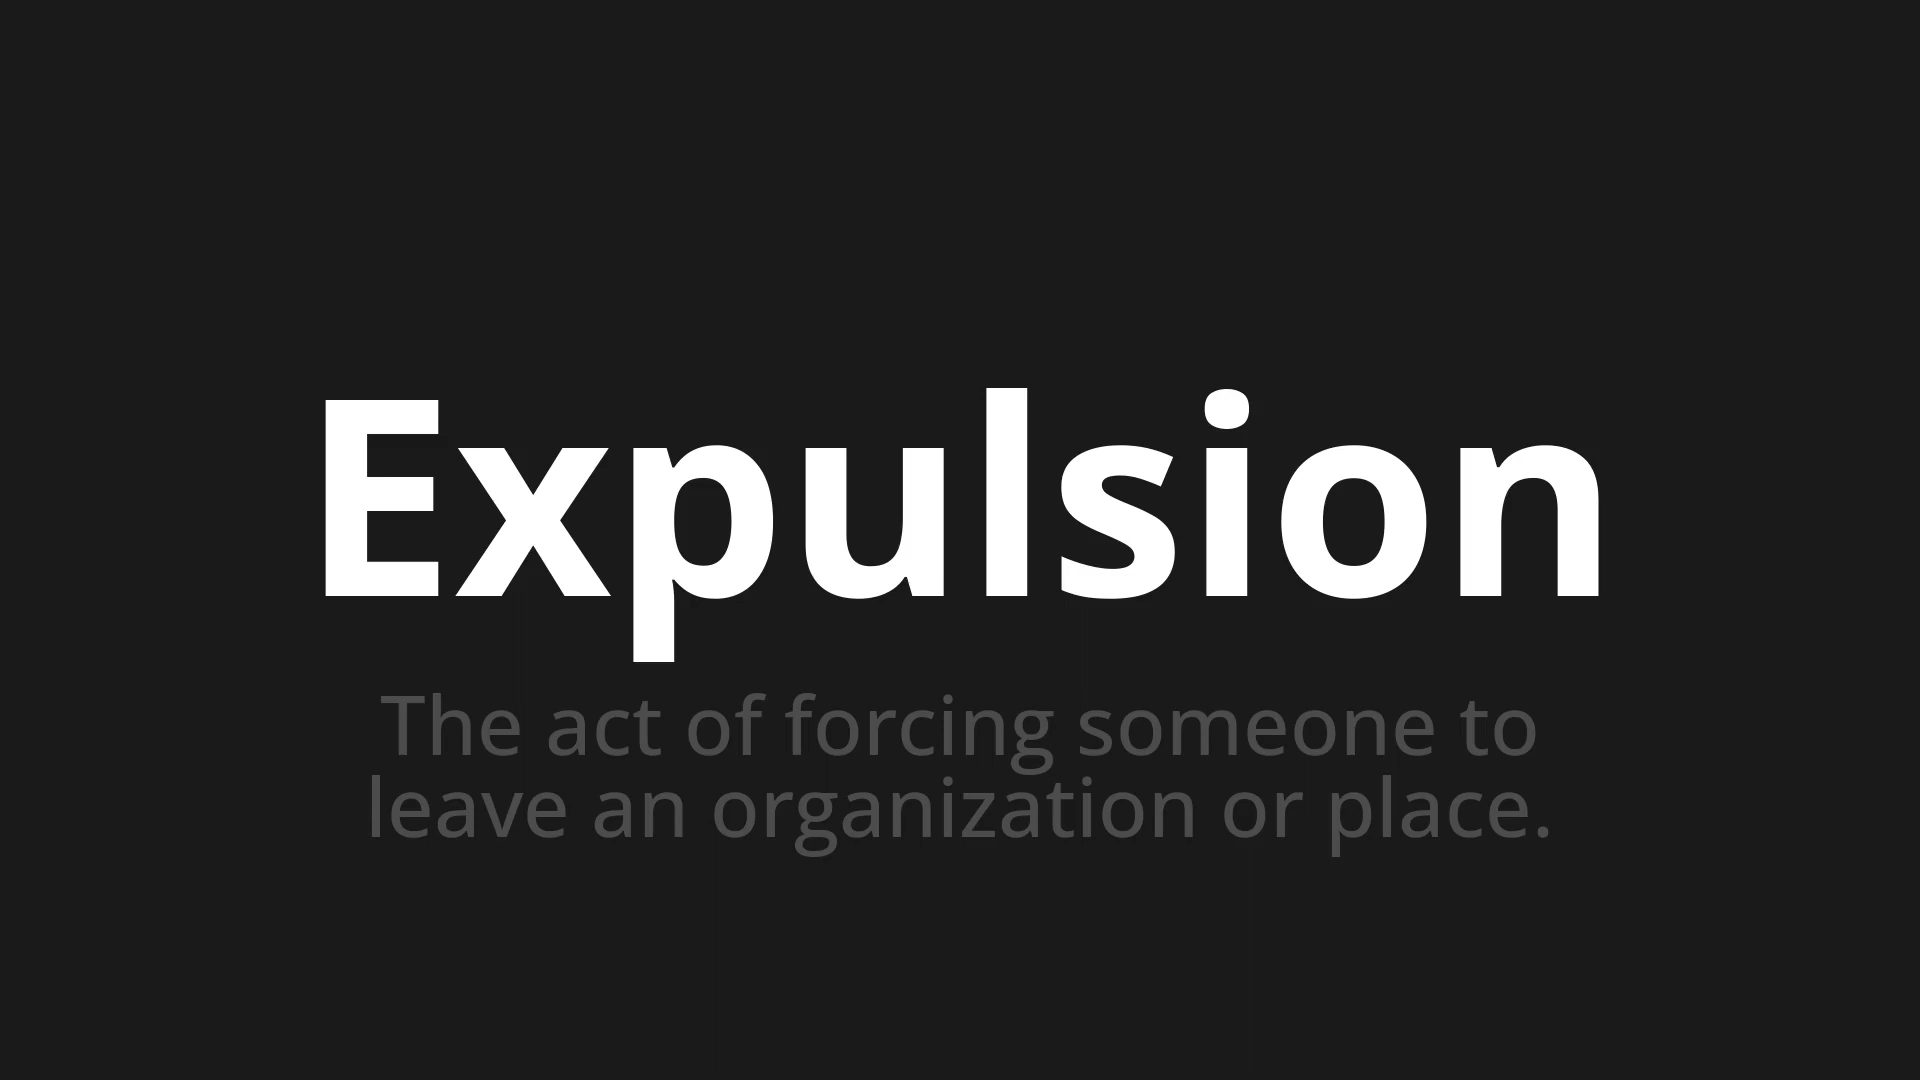 Expulsion
The act of forcing someone to
leave an organization or place.